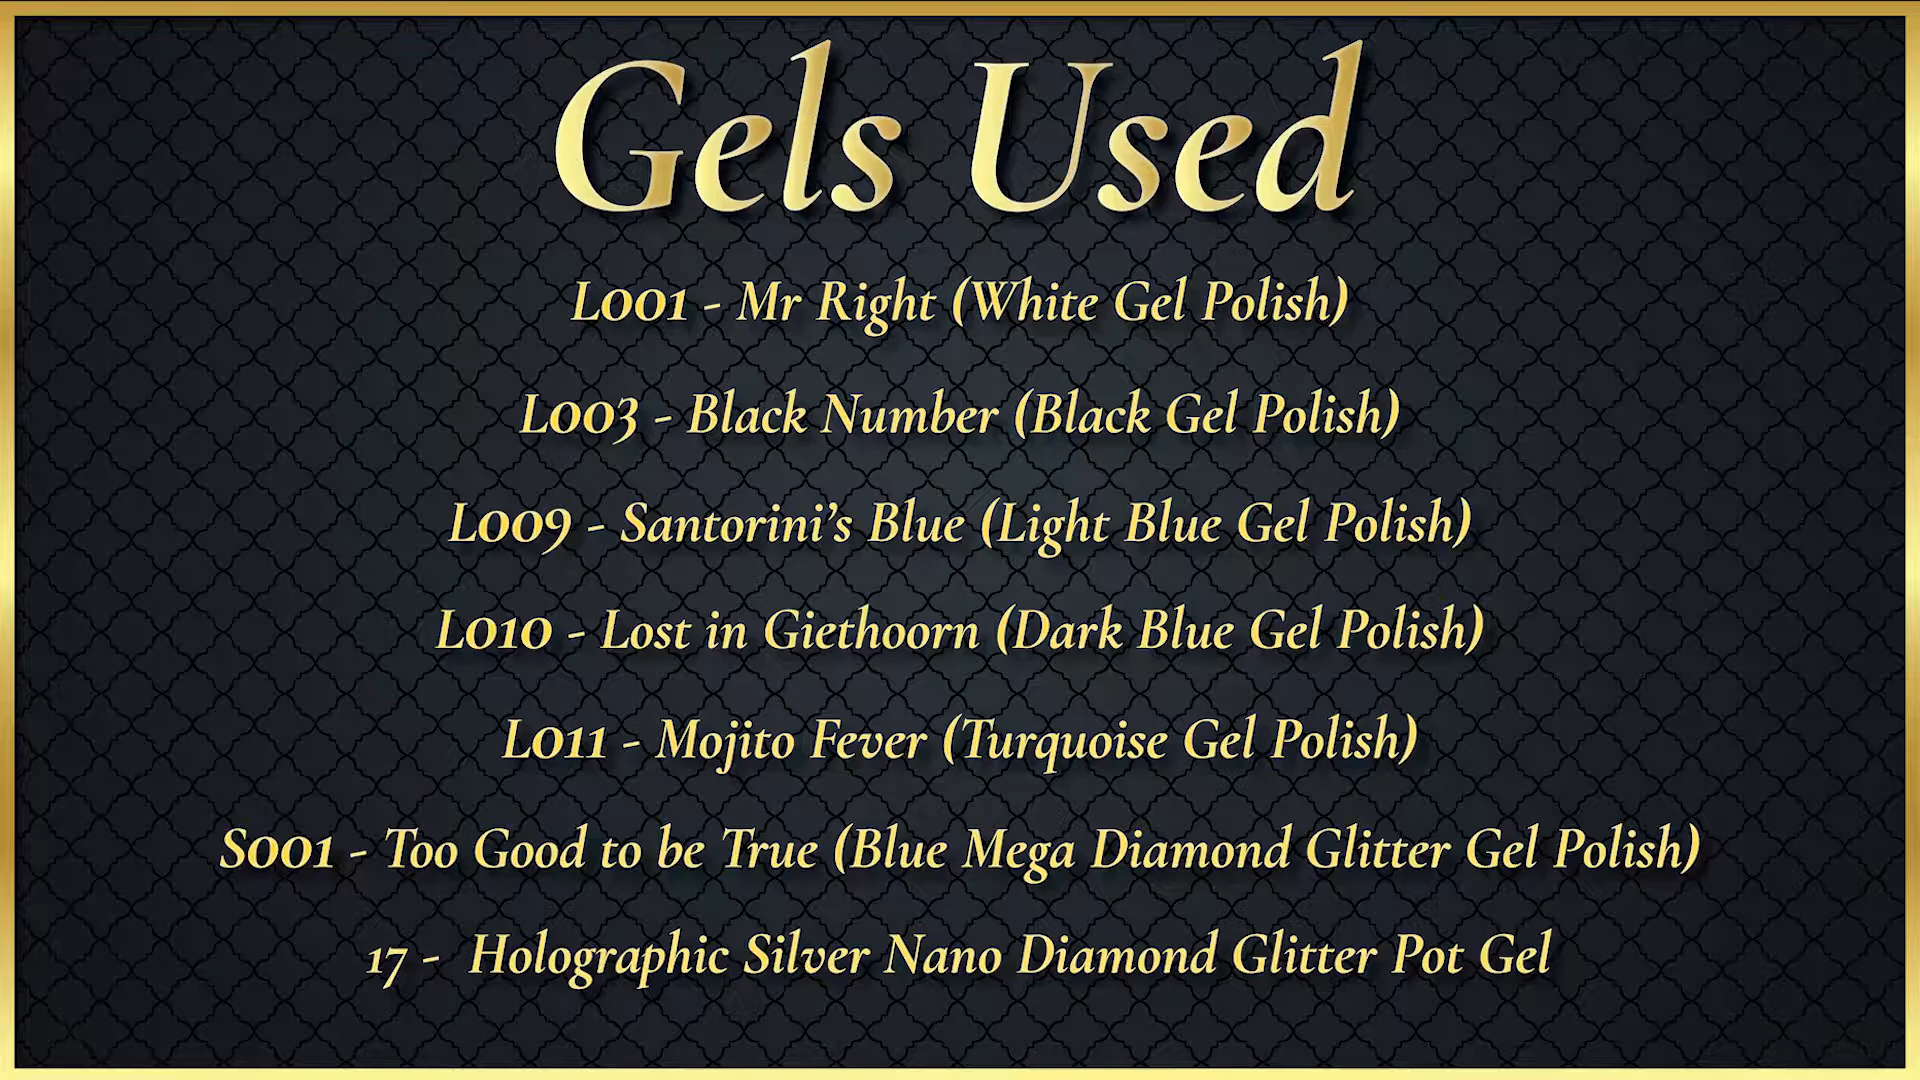 Gels Used
L001 - Mr Right (White Gel Polish)
L003 - Black Number (Black Gel Polish)
L009 - Santorini’s Blue (Light Blue Gel Polish)
L010 - Lost in Giethoorn (Dark Blue Gel Polish)
L011 - Mojito Fever (Turquoise Gel Polish)
S001 - Too Good to be True (Blue Mega Diamond Glitter Gel Polish)
17 - Holographic Silver Nano Diamond Glitter Pot Gel